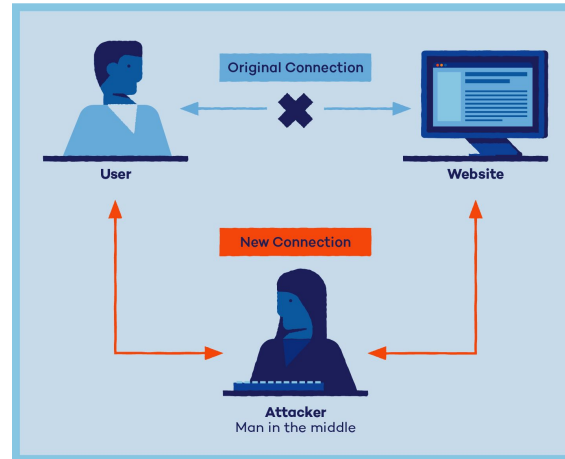 Original Connection
User
Website
New Connection
Attacker
Man in the middle